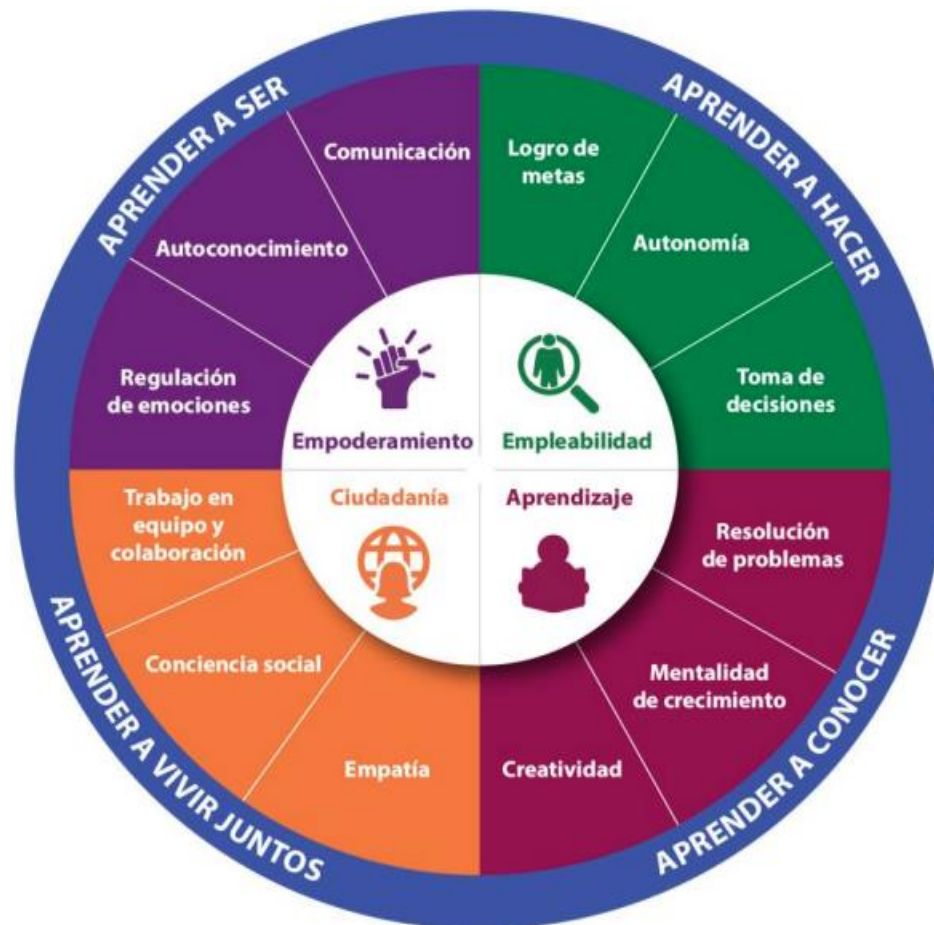 APRENDER A SER
Comunicación
Autoconocimiento
Regulación
de emociones
Empoderamiento
APRENDER A HACER
Logro de
metas
Autonomía
Toma de
decisiones
Empleabilidad
Ciudadanía
Trabajo en
equipo y
colaboración
Conciencia social
Empatía
APRENDER A VIVIR JUNTOS
Aprendizaje
Resolución
de problemas
Mentalidad
de crecimiento
Creatividad
APRENDER A CONOCER